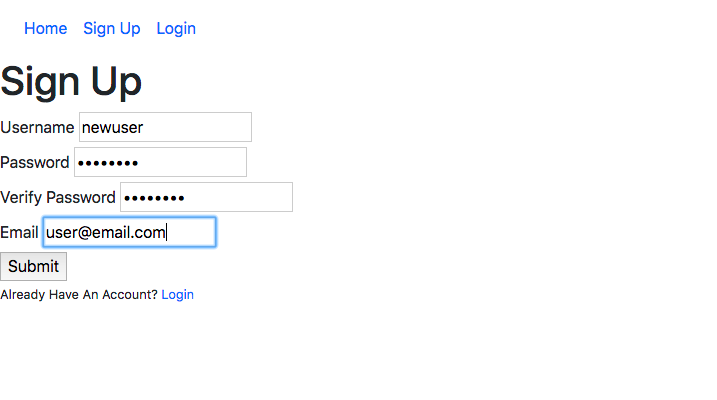 Home Sign Up Login
Sign Up
Username newuser
Password ••••••••
Verify Password ••••••••
Email user@email.com
Submit
Already Have An Account? Login